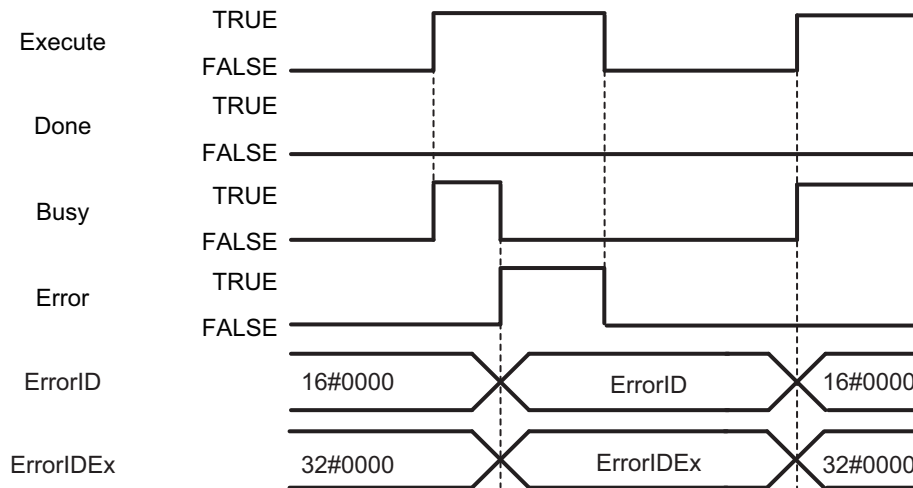 Execute TRUE
FALSE
Done TRUE
FALSE
Busy TRUE
FALSE
Error TRUE
FALSE
ErrorID 16#0000 ErrorID 16#0000
ErrorIDEx 32#0000 ErrorIDEx 32#0000